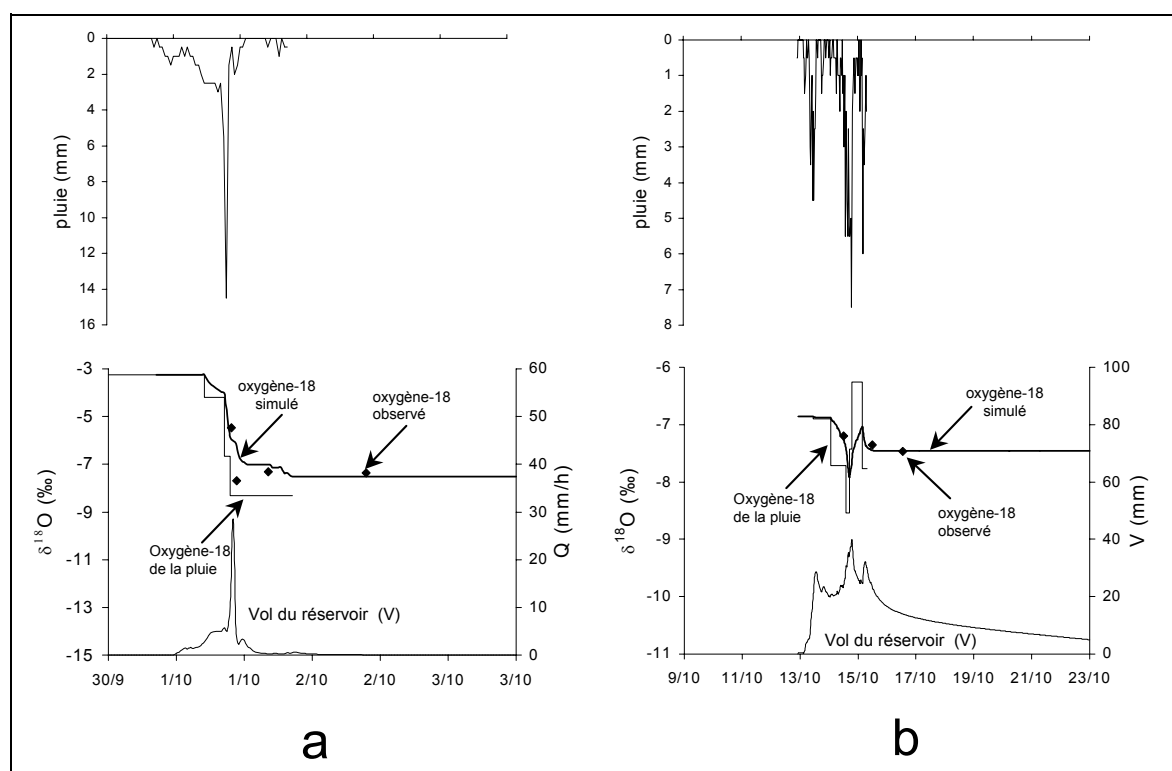 0
2
4
6
8
10
12
14
16
pluie (mm)
-3
-5
-7
-9
-11
-13
-15
δ18O (‰)
60
50
40
30
20
10
0
Q (mm/h)
oxygène-18
simulé
oxygène-18
observé
Oxygène-18
de la pluie
Vol du réservoir (V)
30/9
1/10
1/10
2/10
2/10
3/10
3/10
a
0
1
2
3
4
5
6
7
8
pluie (mm)
-6
-7
-8
-9
-10
-11
δ18O (‰)
100
80
60
40
20
0
V (mm)
oxygène-18
simulé
Oxygène-18
de la pluie
oxygène-18
observé
Vol du réservoir (V)
9/10
11/10
13/10
15/10
17/10
19/10
21/10
23/10
b